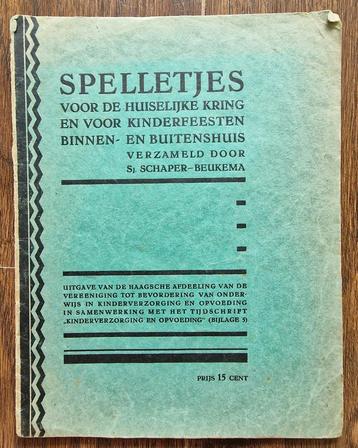 SPELLETJES
VOOR DE HUISELIJKE KRING
EN VOOR KINDERFEESTEN
BINNEN- EN BUITENSHUIS
VERZAMELD DOOR
Sj. SCHAPER-BEUKEMA
UITGAVE VAN DE HAAGSCHE AFDEELING VAN DE
VEREENIGING TOT BEVORDERING VAN ONDER-
WIJS IN KINDERVERZORGING EN OPVOEDING
IN SAMENWERKING MET HET TIJDSCHRIFT
„KINDERVERZORGING EN OPVOEDING" (BIJLAGE 5)
PRIJS 15 CENT